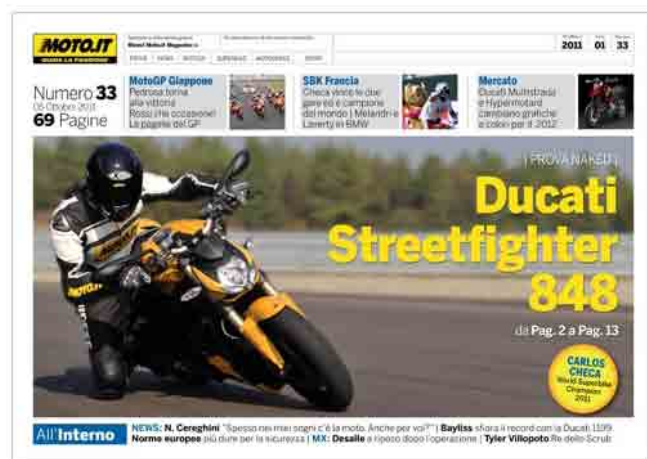 MOTO.IT
GUIDA LA PASSIONE
2011 01 33
Numero 33
05 Ottobre 2011
69 Pagine
MotoGP Giappone
Pedrosa torna
alla vittoria
Rossi che occasione!
Le pagelle del GP
SBK Francia
Checa vince le due
gare ed è campione
del mondo | Melandri e
Laverty in BMW
Mercato
Ducati Multistrada
e Hypermotard
cambiano grafiche
e colori per il 2012
| PROVA NAKED |
Ducati
Streetfighter
848
da Pag. 2 a Pag. 13
CARLOS
CHECA
World Superbike
Champion
2011
All'Interno
NEWS: N. Cereghini "Spesso nei miei sogni c'è la moto. Anche per voi?" | Bayliss sfiora il record con la Ducati 1199
Norme europee più dure per la sicurezza | MX: Desalle a riposo dopo l'operazione | Tyler Villopoto Re dello Scrub